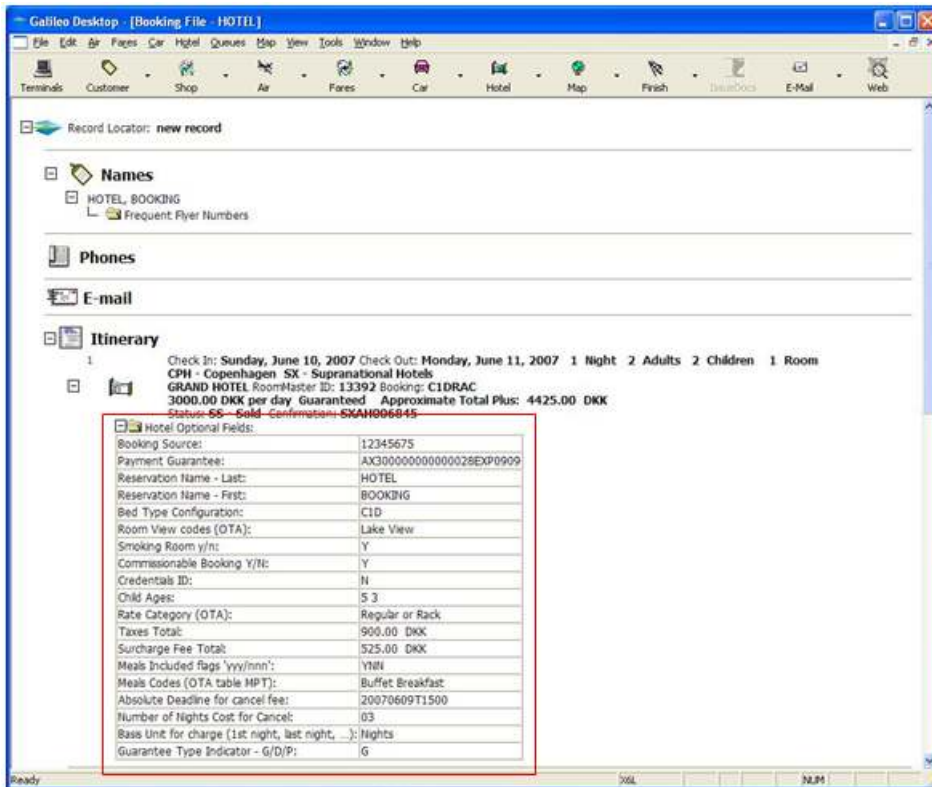 Galileo Desktop - [Booking File - HOTEL]
File Edit Air Fares Car Hotel Queues Map View Tools Window Help
Terminals Customer Shop Air Fares Car Hotel Map Finish E-Mail Web
Record Locator: new record
Names
HOTEL, BOOKING
Frequent Flyer Numbers
Phones
E-mail
Itinerary
1 Check In: Sunday, June 10, 2007 Check Out: Monday, June 11, 2007 1 Night 2 Adults 2 Children 1 Room
CPH - Copenhagen SX - Supranational Hotels
GRAND HOTEL RoomMaster ID: 13392 Booking: C1DRAC
3000.00 DKK per day Guaranteed Approximate Total Plus: 4425.00 DKK
Status: SS - Sold Confirmation: SXAH006845
Hotel Optional Fields:
Booking Source: 12345675
Payment Guarantee: AX300000000000028EXP0909
Reservation Name - Last: HOTEL
Reservation Name - First: BOOKING
Bed Type Configuration: C1D
Room View codes (OTA): Lake View
Smoking Room y/n: Y
Commissionable Booking Y/N: Y
Credentials ID: N
Child Ages: 5 3
Rate Category (OTA): Regular or Rack
Taxes Total: 900.00 DKK
Surcharge Fee Total: 525.00 DKK
Meals Included flags 'yyy/nnn': YNN
Meals Codes (OTA table MPT): Buffet Breakfast
Absolute Deadline for cancel fee: 20070609T1500
Number of Nights Cost for Cancel: 03
Basis Unit for charge (1st night, last night, ...): Nights
Guarantee Type Indicator - G/D/P: G
Ready NUM